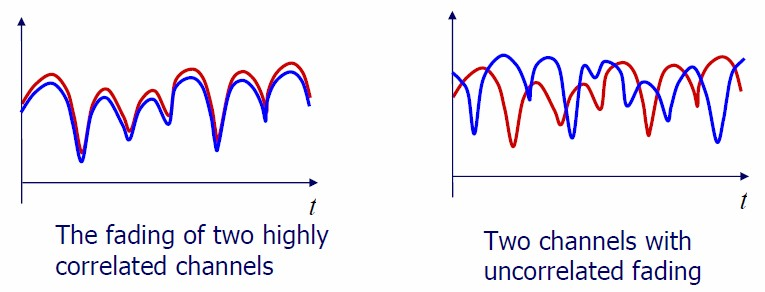 t
The fading of two highly
correlated channels
t
Two channels with
uncorrelated fading